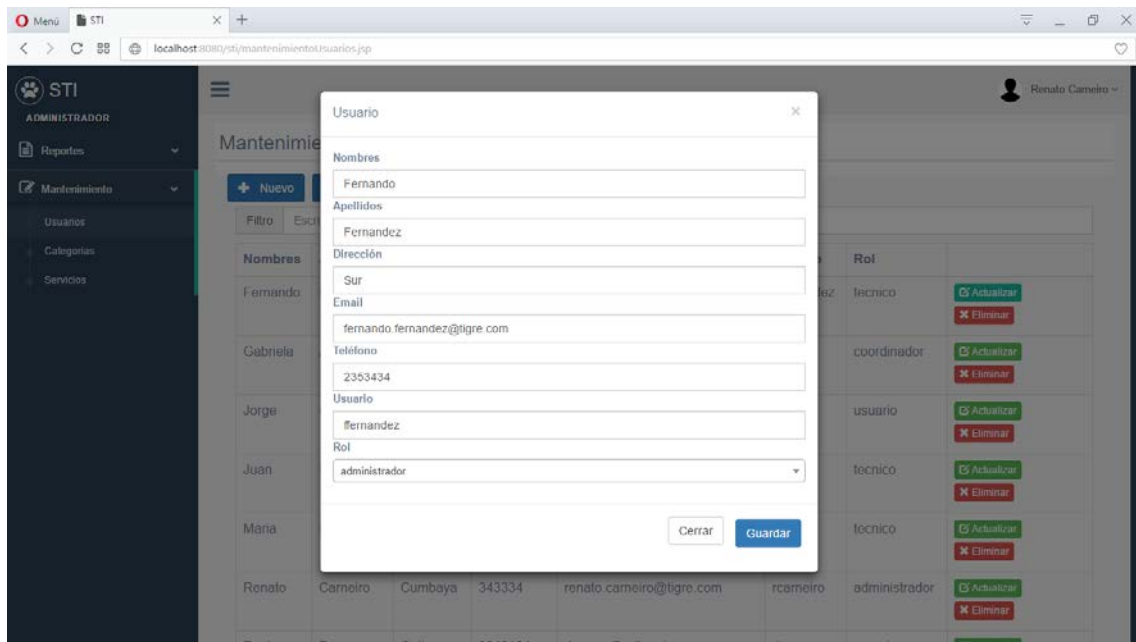 Menú STI
localhost:8080/sti/mantenimientoUsuarios.jsp
STI
ADMINISTRADOR
Renato Carneiro
Reportes
Mantenimiento
Usuarios
Categorias
Servicios
Mantenimie
Nuevo
Filtro Escri
Usuario
Nombres
Fernando
Apellidos
Fernandez
Dirección
Sur
Email
fernando.fernandez@tigre.com
Teléfono
2353434
Usuario
ffernandez
Rol
administrador
Cerrar Guardar
Nombres Rol
Fernando dez tecnico Actualizar
Eliminar
Gabriela coordinador Actualizar
Eliminar
Jorge usuario Actualizar
Eliminar
Juan tecnico Actualizar
Eliminar
Maria tecnico Actualizar
Eliminar
Renato Carneiro Cumbaya 343334 renato.carneiro@tigre.com rcarneiro administrador Actualizar
Eliminar